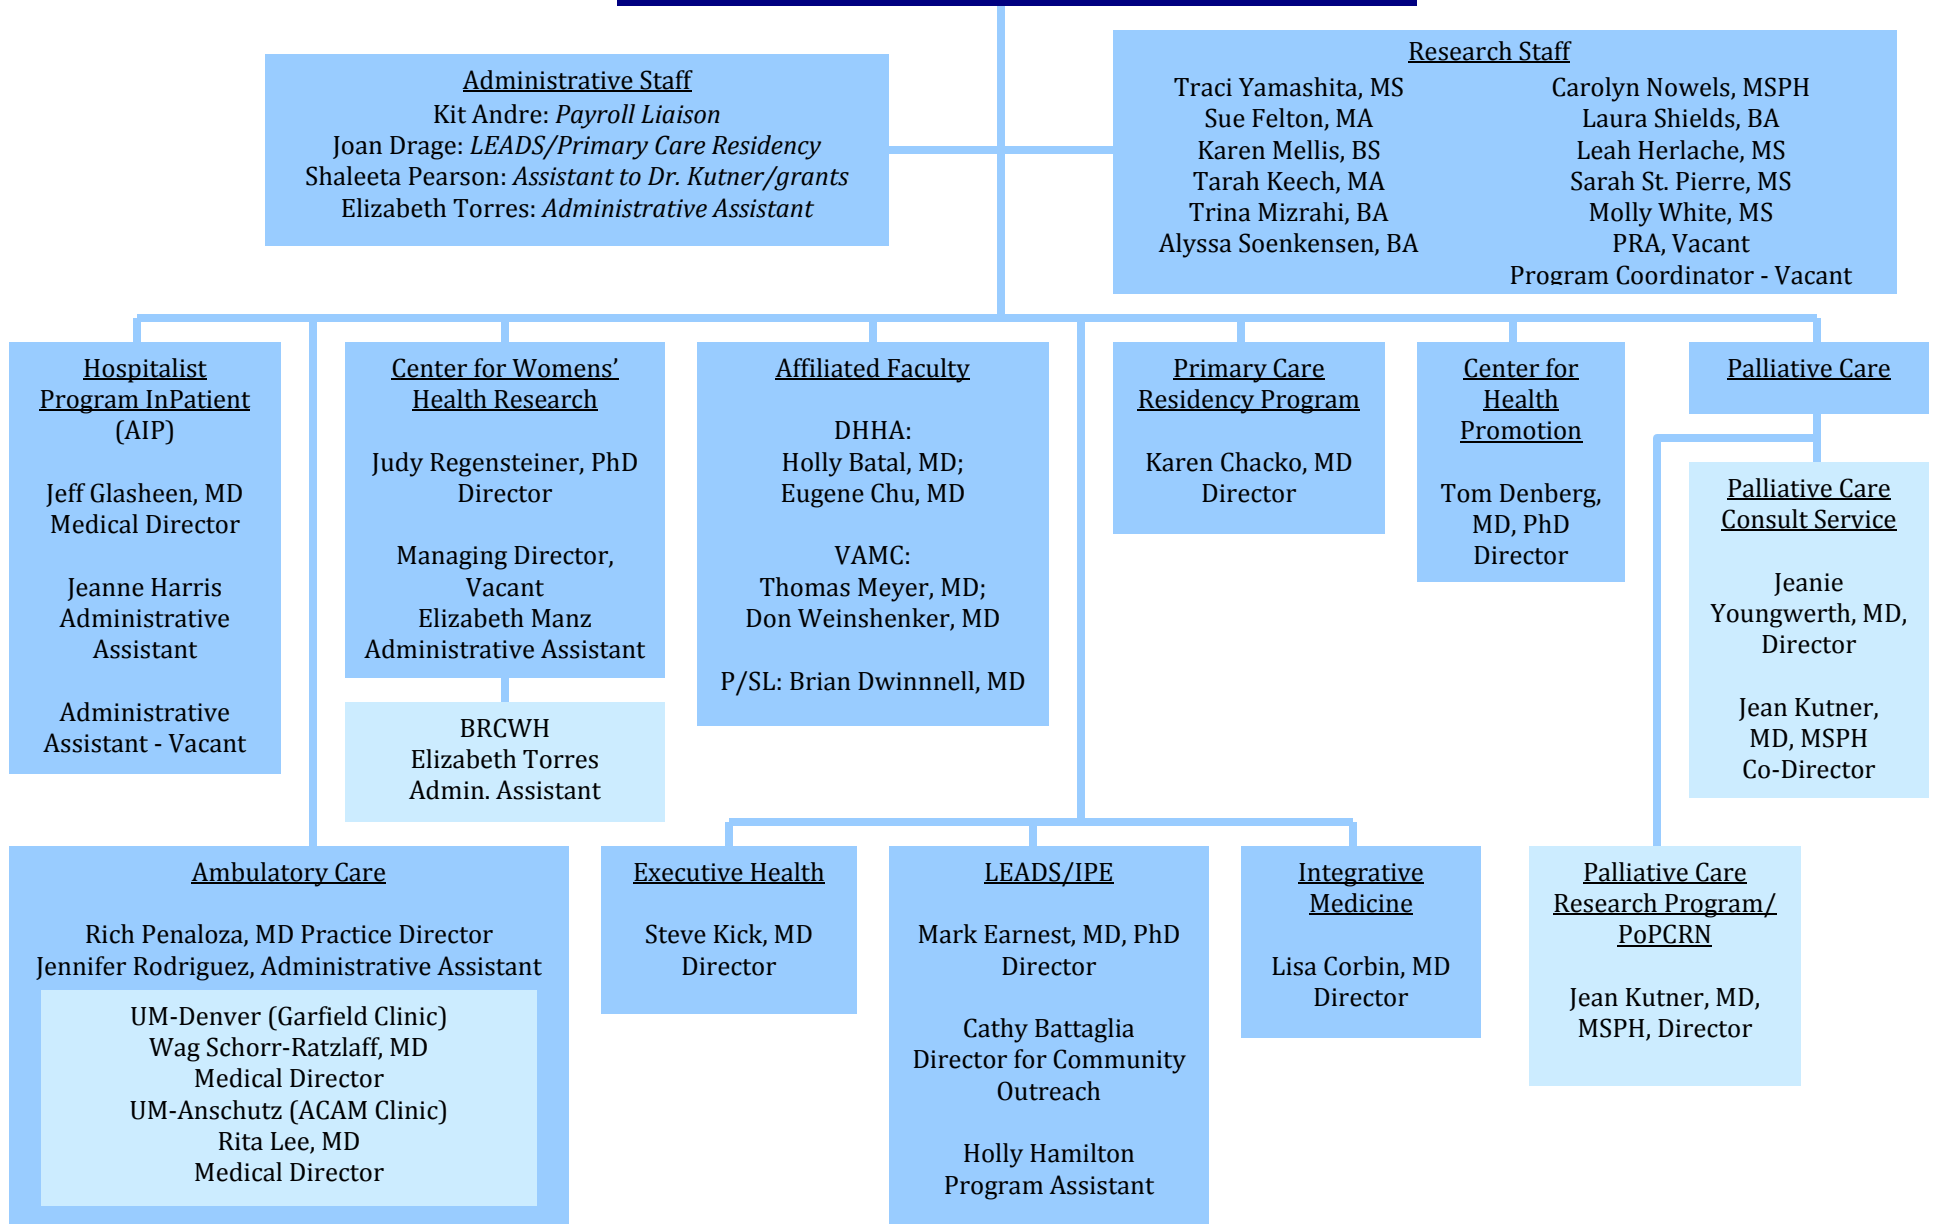 Administrative Staff
Kit Andre: Payroll Liaison
Joan Drage: LEADS/Primary Care Residency
Shaleeta Pearson: Assistant to Dr. Kutner/grants
Elizabeth Torres: Administrative Assistant
Research Staff
Traci Yamashita, MS
Sue Felton, MA
Karen Mellis, BS
Tarah Keech, MA
Trina Mizrahi, BA
Alyssa Soenkensen, BA
Carolyn Nowels, MSPH
Laura Shields, BA
Leah Herlache, MS
Sarah St. Pierre, MS
Molly White, MS
PRA, Vacant
Program Coordinator - Vacant
Hospitalist
Program InPatient
(AIP)
Jeff Glasheen, MD
Medical Director
Jeanne Harris
Administrative
Assistant
Administrative
Assistant - Vacant
Center for Womens’
Health Research
Judy Regensteiner, PhD
Director
Managing Director,
Vacant
Elizabeth Manz
Administrative Assistant
BRCWH
Elizabeth Torres
Admin. Assistant
Affiliated Faculty
DHHA:
Holly Batal, MD;
Eugene Chu, MD
VAMC:
Thomas Meyer, MD;
Don Weinshenker, MD
P/SL: Brian Dwinnnell, MD
Primary Care
Residency Program
Karen Chacko, MD
Director
Center for
Health
Promotion
Tom Denberg,
MD, PhD
Director
Palliative Care
Palliative Care
Consult Service
Jeanie
Youngwerth, MD,
Director
Jean Kutner,
MD, MSPH
Co-Director
Ambulatory Care
Rich Penaloza, MD Practice Director
Jennifer Rodriguez, Administrative Assistant
UM-Denver (Garfield Clinic)
Wag Schorr-Ratzlaff, MD
Medical Director
UM-Anschutz (ACAM Clinic)
Rita Lee, MD
Medical Director
Executive Health
Steve Kick, MD
Director
LEADS/IPE
Mark Earnest, MD, PhD
Director
Cathy Battaglia
Director for Community
Outreach
Holly Hamilton
Program Assistant
Integrative
Medicine
Lisa Corbin, MD
Director
Palliative Care
Research Program/
PoPCRN
Jean Kutner, MD,
MSPH, Director